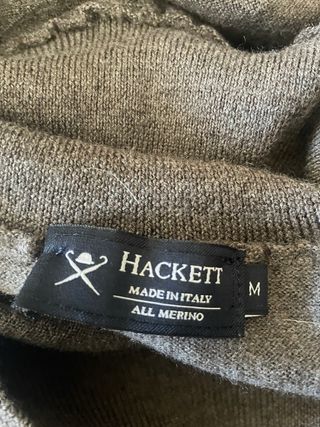 HACKETT
MADE IN ITALY
ALL MERINO
M